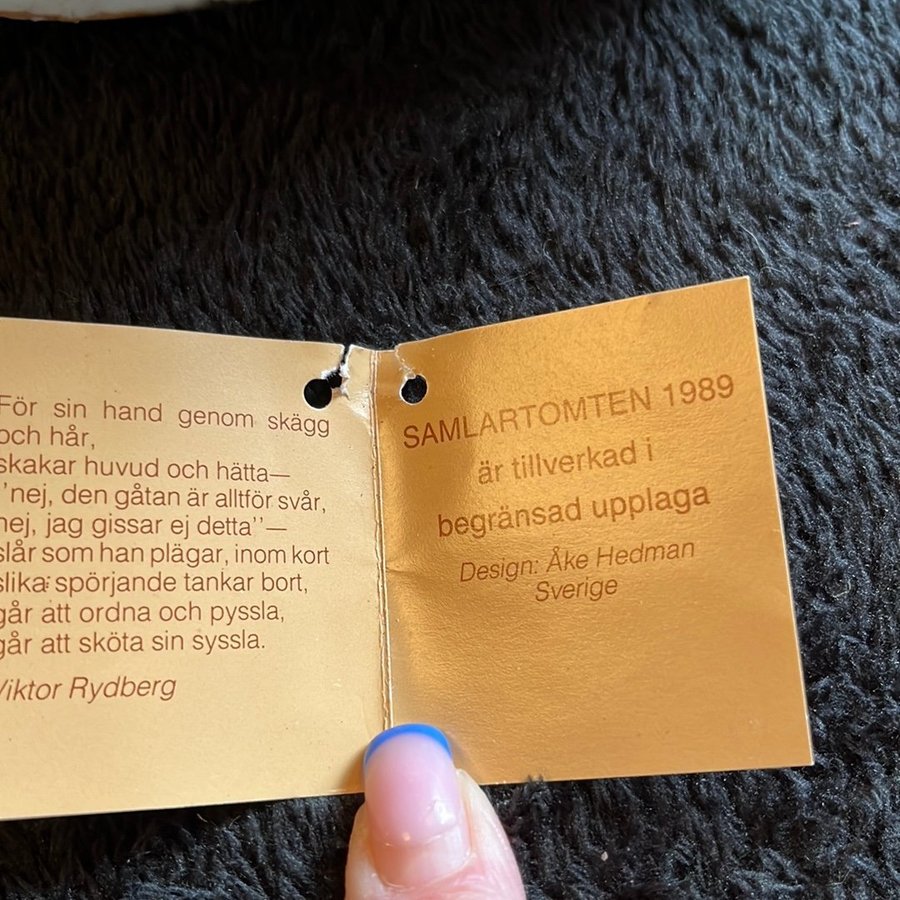 För sin hand genom skägg
och hår,
skakar huvud och hätta—
''nej, den gåtan är alltför svår,
nej, jag gissar ej detta''—
slår som han plägar, inom kort
slika spörjande tankar bort,
går att ordna och pyssla,
går att sköta sin syssla.
Viktor Rydberg
SAMLARTOMTEN 1989
är tillverkad i
begränsad upplaga
Design: Åke Hedman
Sverige